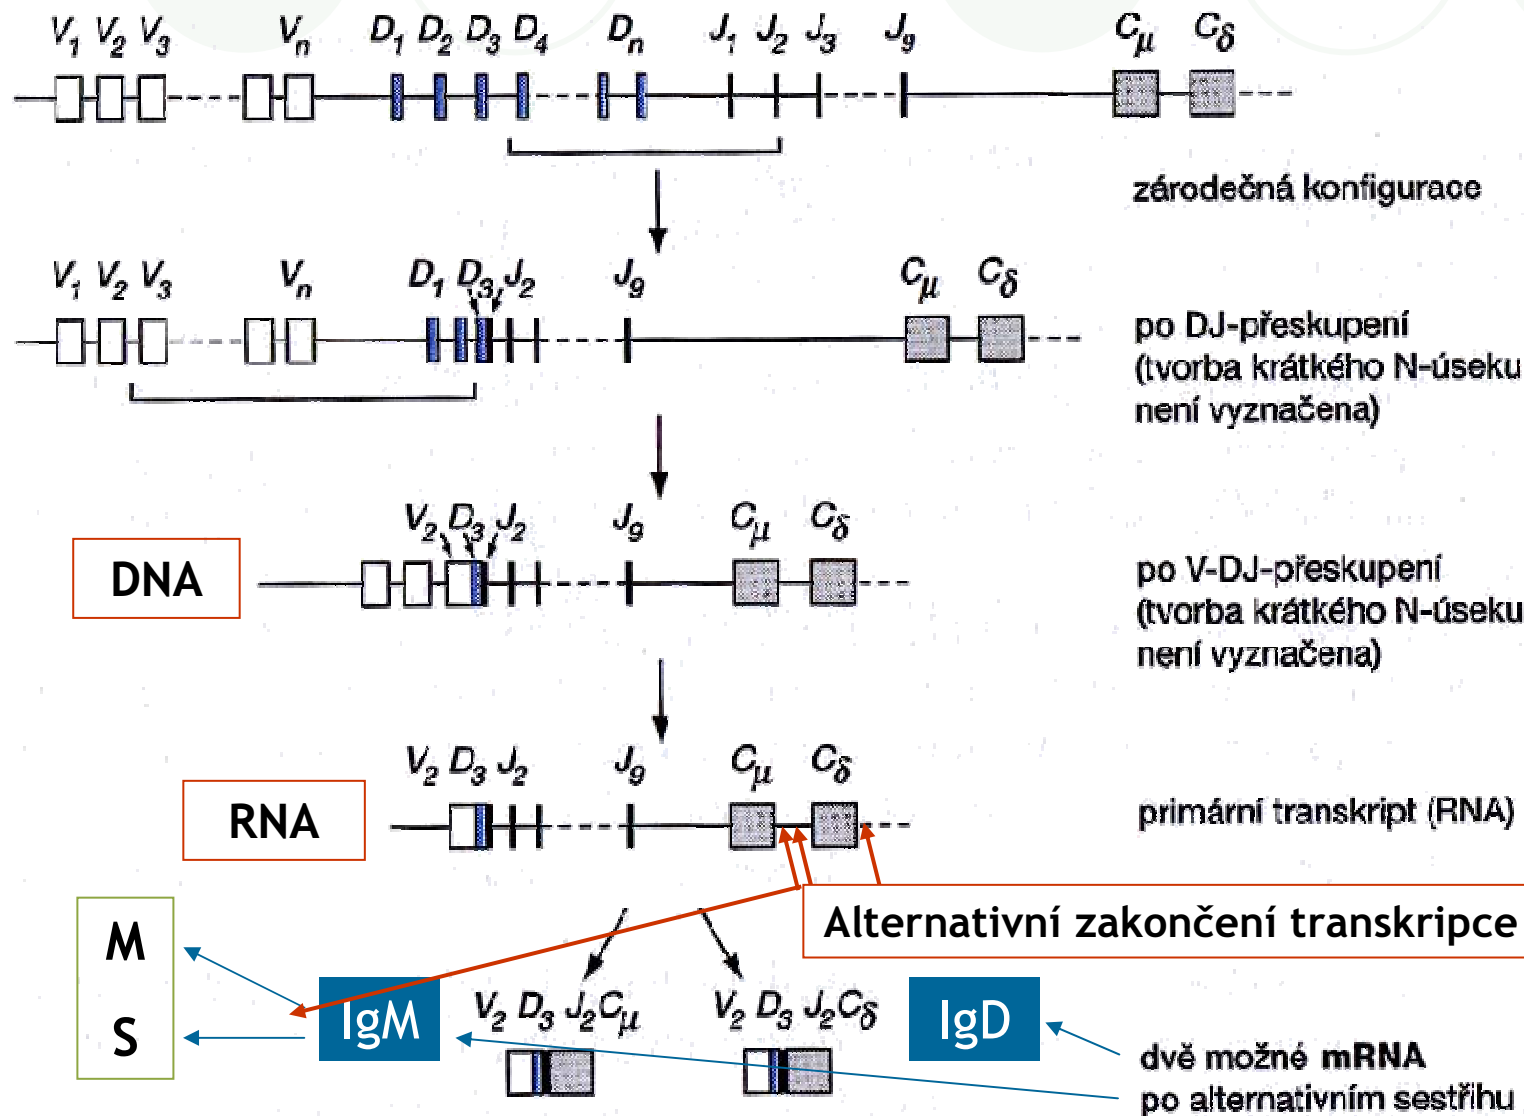 V1 V2 V3 Vn D1 D2 D3 D4 Dn J1 J2 J3 J9 Cμ Cδ
zárodečná konfigurace
V1 V2 V3 Vn D1 D3 J2 J9 Cμ Cδ
po DJ-přeskupení
(tvorba krátkého N-úseku
není vyznačena)
V2 D3 J2 J9 Cμ Cδ
DNA
po V-DJ-přeskupení
(tvorba krátkého N-úseku
není vyznačena)
V2 D3 J2 J9 Cμ Cδ
RNA
primární transkript (RNA)
Alternativní zakončení transkripce
M
S
IgM
V2 D3 J2Cμ
V2 D3 J2Cδ
IgD
dvě možné mRNA
po alternativním sestřihu